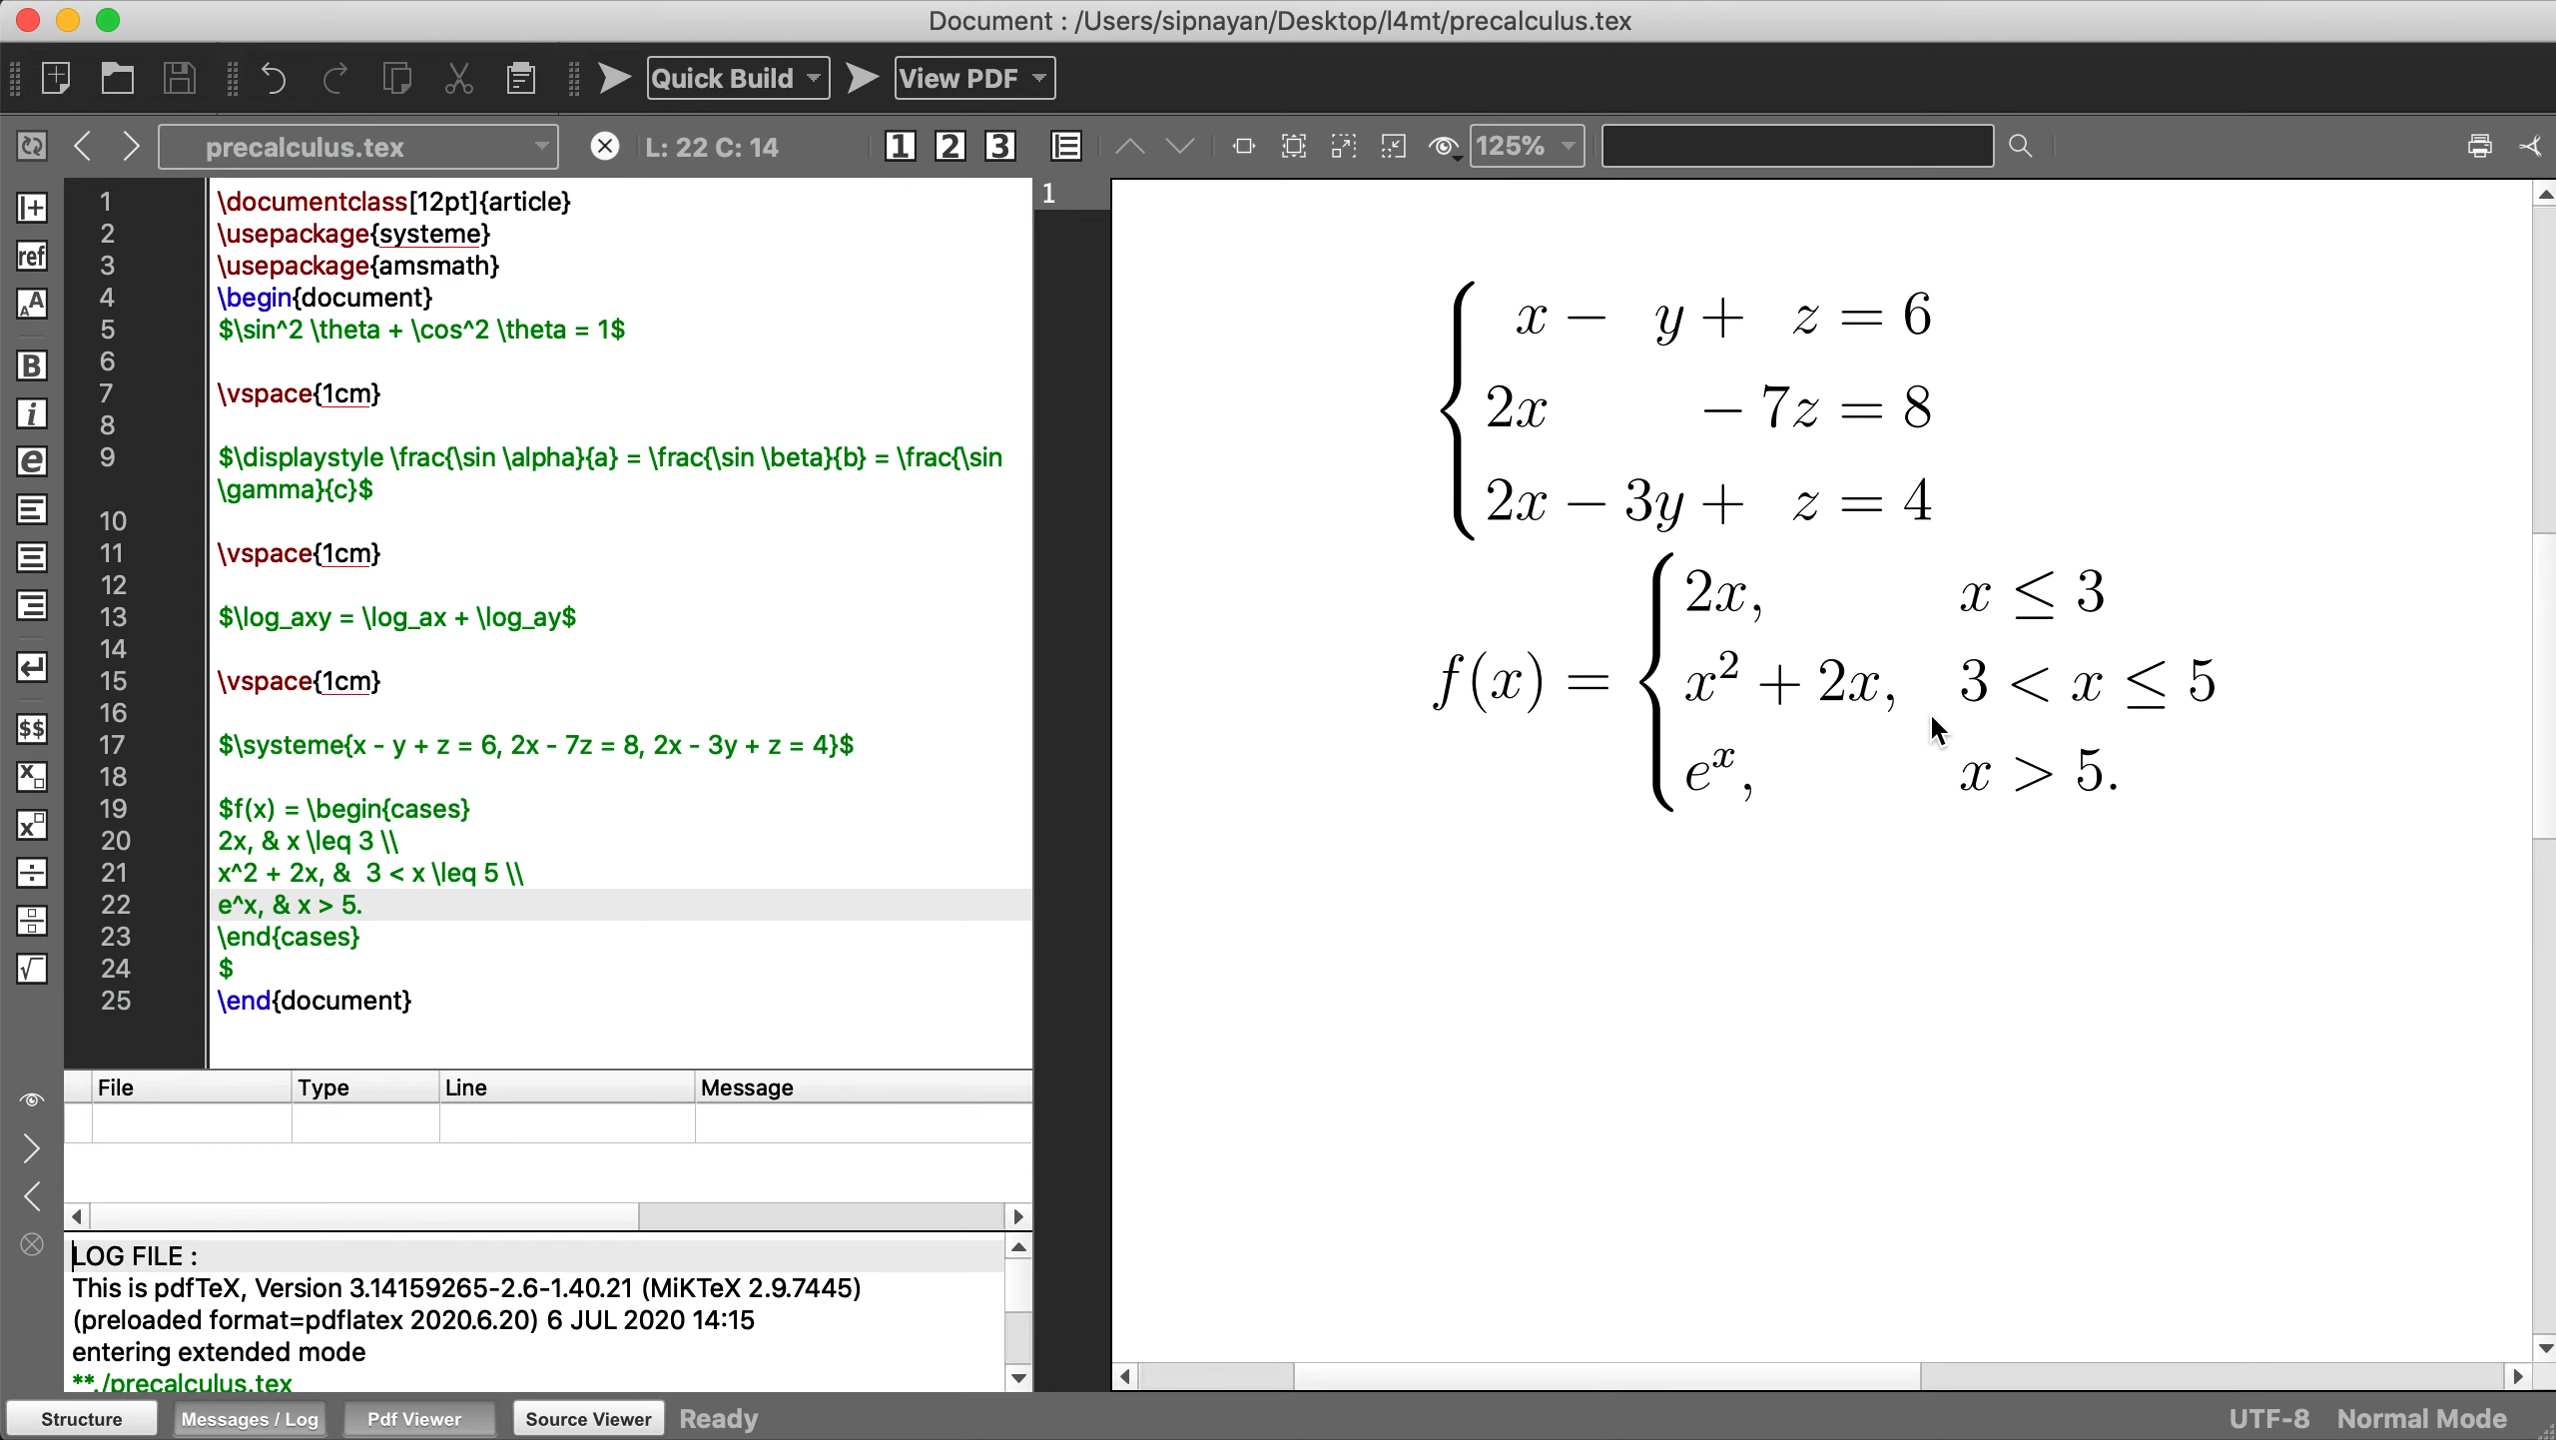 Document : /Users/sipnayan/Desktop/l4mt/precalculus.tex
Quick Build
View PDF
precalculus.tex
L: 22 C: 14
1 2 3
125%
1 \documentclass[12pt]{article}
2 \usepackage{systeme}
3 \usepackage{amsmath}
4 \begin{document}
5 $\sin^2 \theta + \cos^2 \theta = 1$
6
7 \vspace{1cm}
8
9 $\displaystyle \frac{\sin \alpha}{a} = \frac{\sin \beta}{b} = \frac{\sin
\gamma}{c}$
10
11 \vspace{1cm}
12
13 $\log_axy = \log_ax + \log_ay$
14
15 \vspace{1cm}
16
17 $\systeme{x - y + z = 6, 2x - 7z = 8, 2x - 3y + z = 4}$
18
19 $f(x) = \begin{cases}
20 2x, & x \leq 3 \\
21 x^2 + 2x, &  3 < x \leq 5 \\
22 e^x, & x > 5.
23 \end{cases}
24 $
25 \end{document}
1
x − y + z = 6
2x − 7z = 8
2x − 3y + z = 4
2x, x ≤ 3
f(x) = { x² + 2x, 3 < x ≤ 5
eˣ, x > 5.
ref
A A
B
i
e
$$
x
x
÷
File Type Line Message
LOG FILE :
This is pdfTeX, Version 3.14159265-2.6-1.40.21 (MiKTeX 2.9.7445)
(preloaded format=pdflatex 2020.6.20) 6 JUL 2020 14:15
entering extended mode
**./precalculus.tex
Structure
Messages / Log
Pdf Viewer
Source Viewer
Ready
UTF-8
Normal Mode